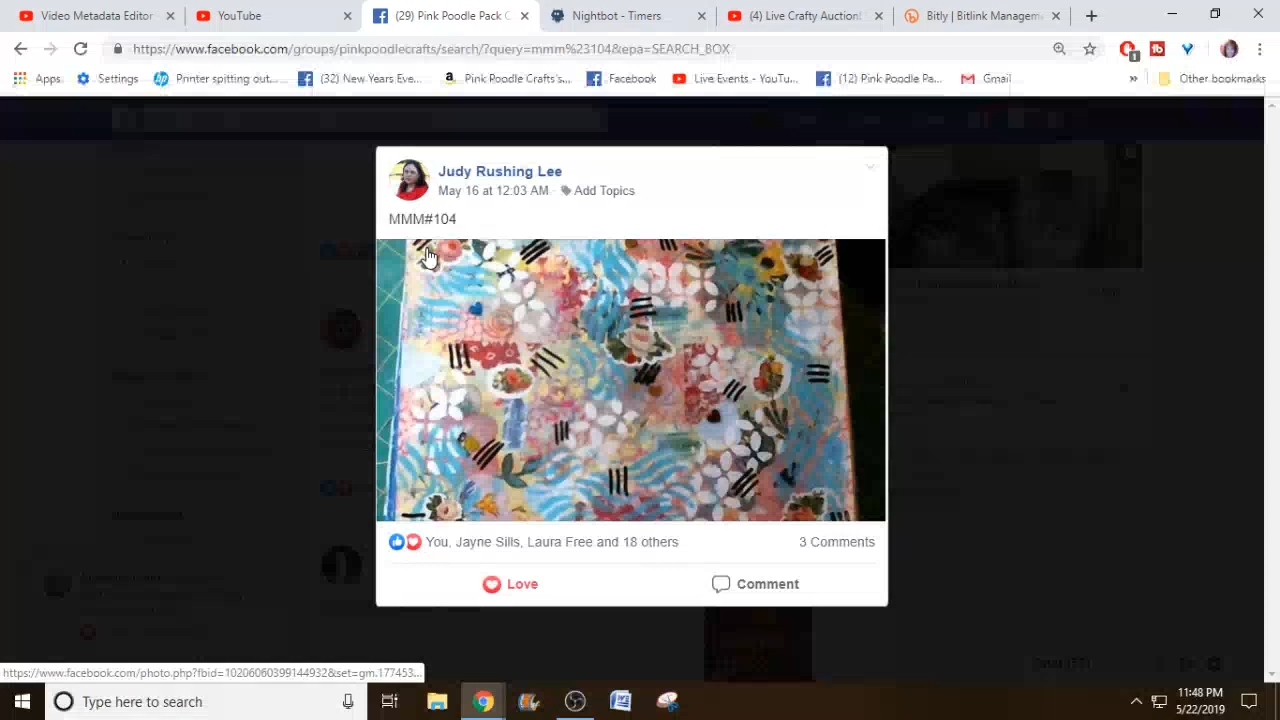 Video Metadata Editor
YouTube
(29) Pink Poodle Pack C
Nightbot - Timers
(4) Live Crafty Auction
Bitly | Bitlink Managem
https://www.facebook.com/groups/pinkpoodlecrafts/search/?query=mmm%23104&epa=SEARCH_BOX
1
tb
Apps
Settings
Printer spitting out...
(32) New Years Eve...
Pink Poodle Crafts's...
Facebook
Live Events - YouTu...
(12) Pink Poodle Pa...
Gmail
»
Other bookmarks
Judy Rushing Lee
May 16 at 12:03 AM · Add Topics
MMM#104
You, Jayne Sills, Laura Free and 18 others
3 Comments
Love
Comment
https://www.facebook.com/photo.php?fbid=10206060399144932&set=gm.177453...
Type here to search
11:48 PM
5/22/2019